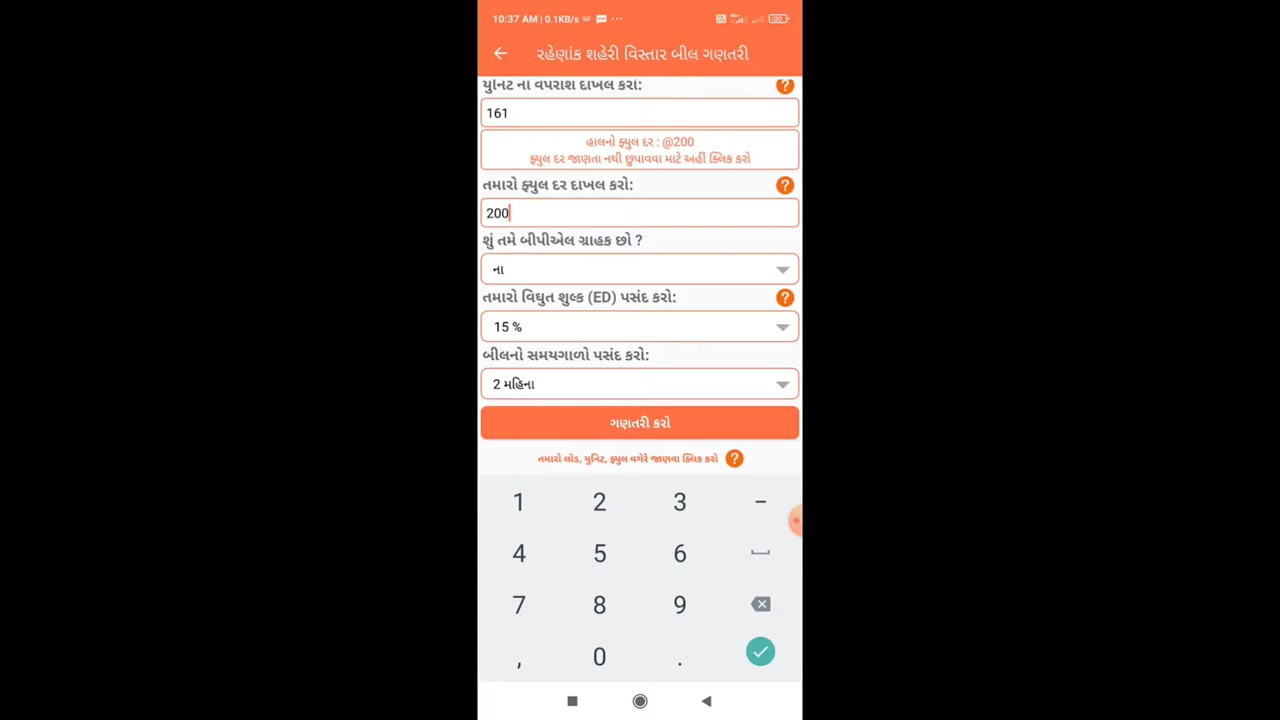 10:37 AM | 0.1KB/s
રહેણાંક શહેરી વિસ્તાર બીલ ગણતરી
યુનિટ નો વપરાશ દાખલ કરો:
161
હાલનો ફ્યુલ દર : @200
ફ્યુલ દર જાણતા નથી છુપાવવા માટે અહીં ક્લિક કરો
તમારો ફ્યુલ દર દાખલ કરો:
200
શું તમે બીપીએલ ગ્રાહક છો ?
ના
તમારો વિઘુત શુલ્ક (ED) પસંદ કરો:
15 %
બીલનો સમયગાળો પસંદ કરો:
2 મહિના
ગણતરી કરો
તમારો લોડ, યુનિટ, ફ્યુલ વગેરે જાણવા ક્લિક કરો
1 2 3 −
4 5 6
7 8 9
, 0 .